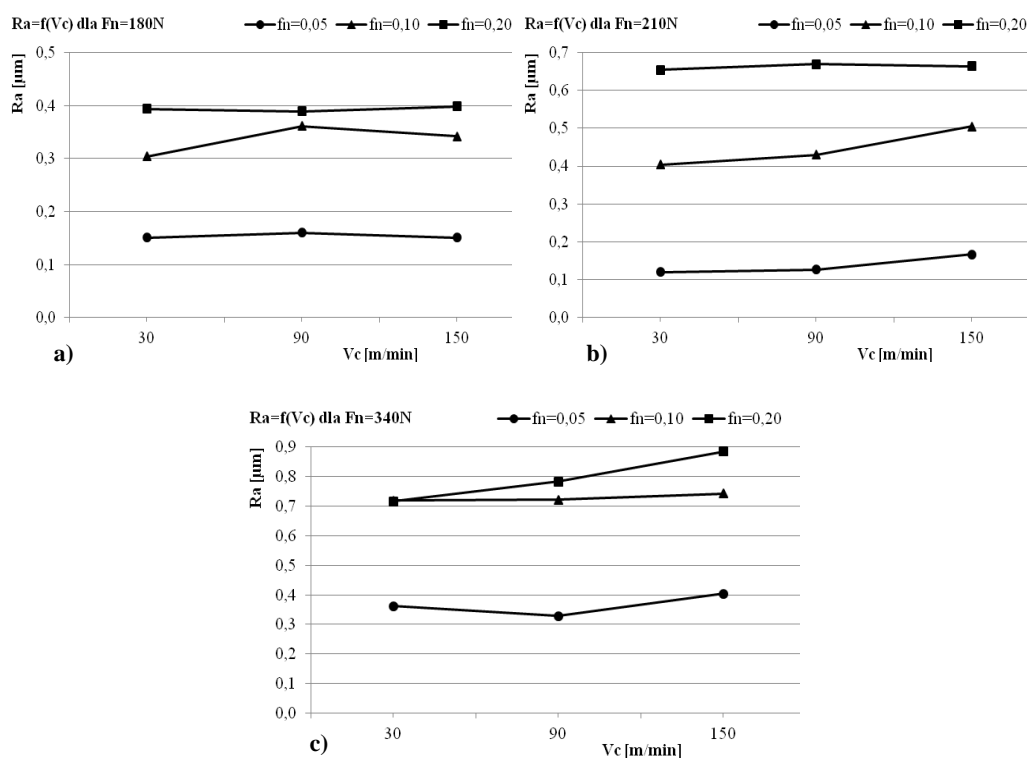 Ra=f(Vc) dla Fn=180N fn=0,05 fn=0,10 fn=0,20
Ra [µm]
0,5
0,4
0,3
0,2
0,1
0,0
30 90 150
Vc [m/min]
a)
Ra=f(Vc) dla Fn=210N fn=0,05 fn=0,10 fn=0,20
Ra [µm]
0,7
0,6
0,5
0,4
0,3
0,2
0,1
0,0
30 90 150
Vc [m/min]
b)
Ra=f(Vc) dla Fn=340N fn=0,05 fn=0,10 fn=0,20
Ra [µm]
0,9
0,8
0,7
0,6
0,5
0,4
0,3
0,2
0,1
0,0
30 90 150
Vc [m/min]
c)